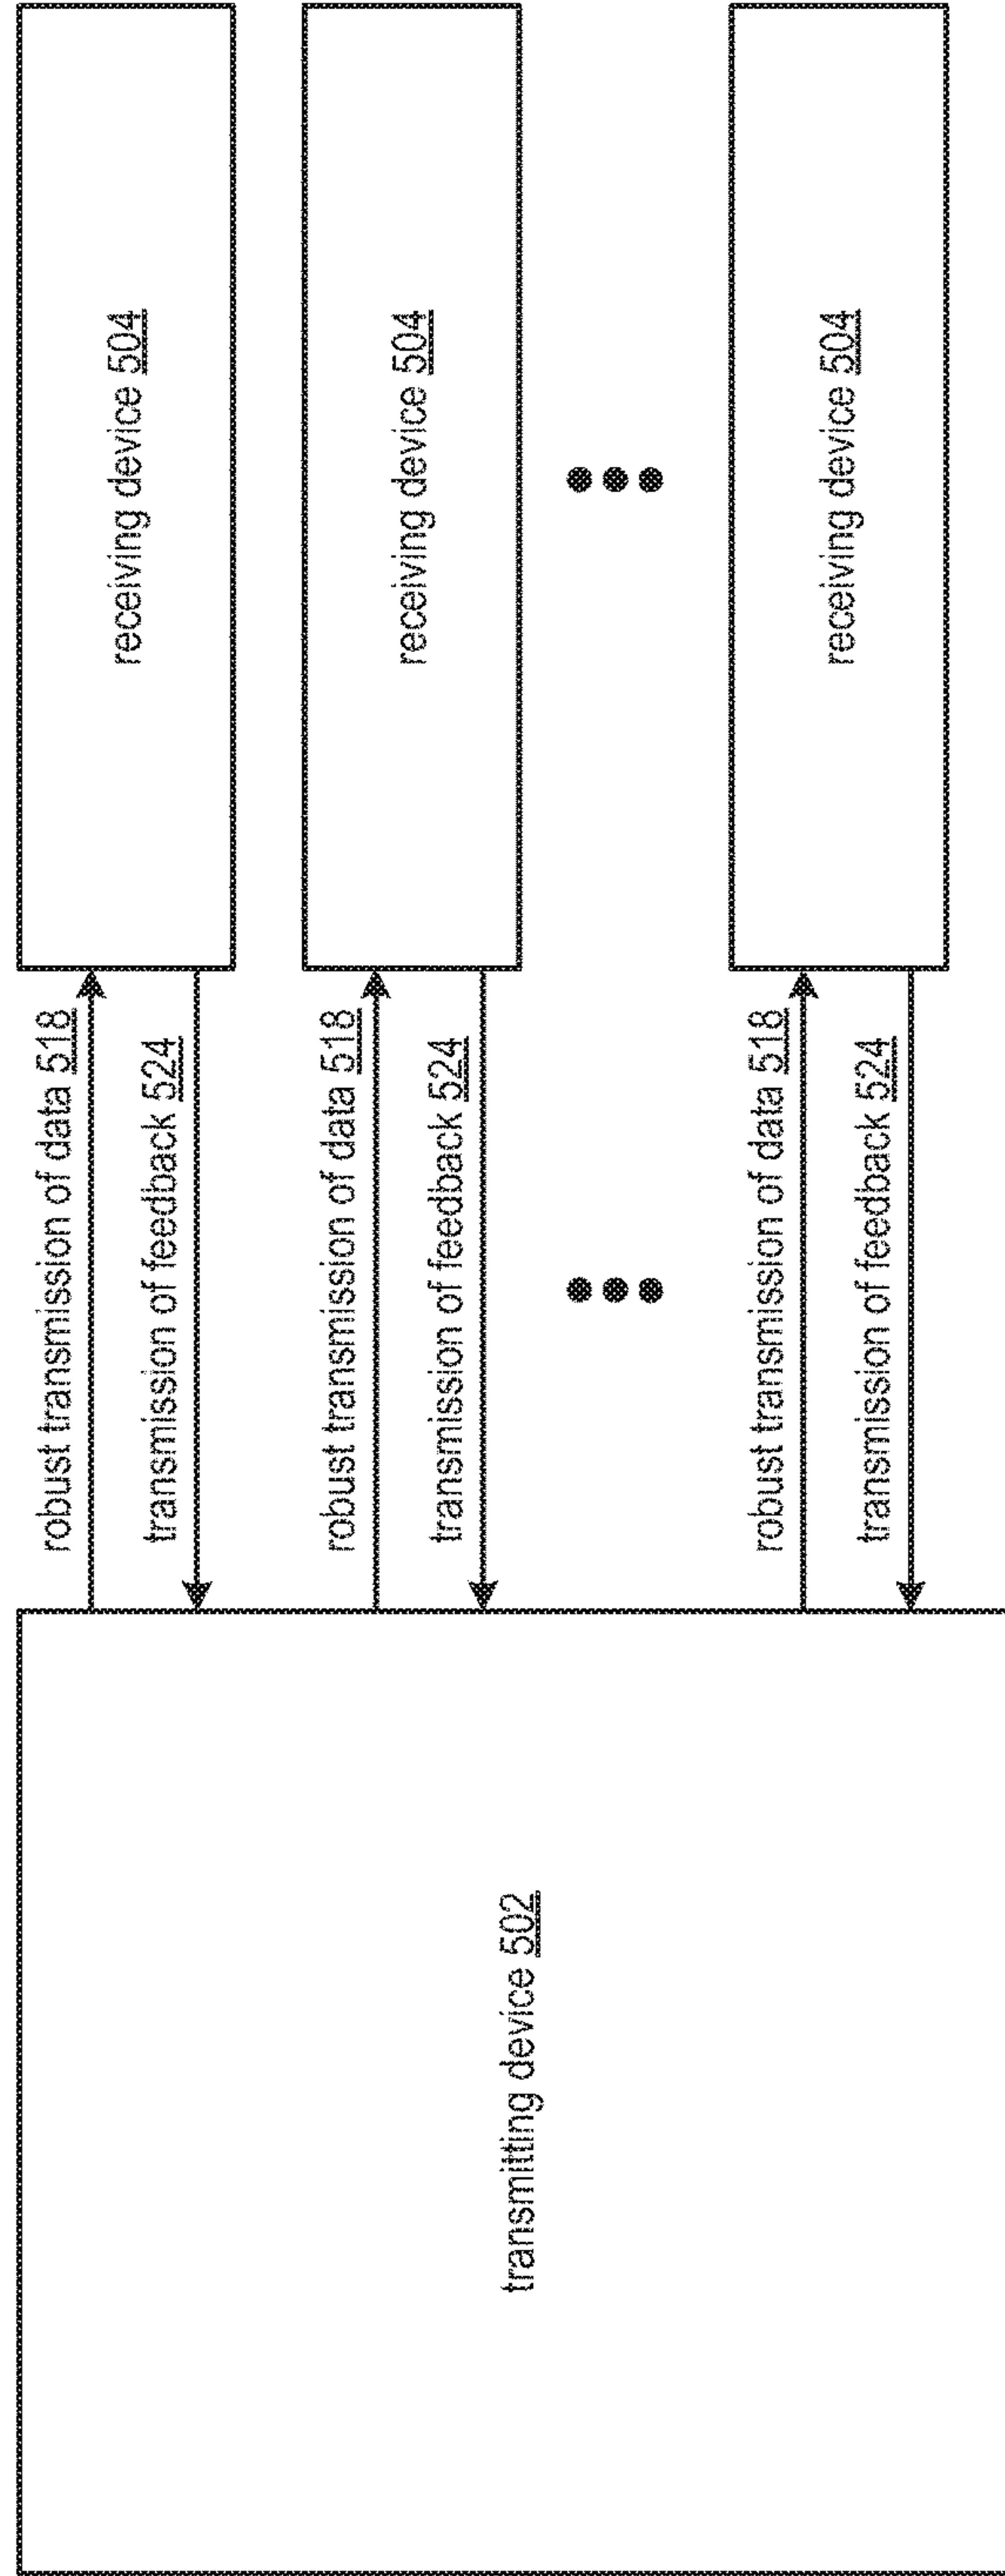 transmitting device 502
robust transmission of data 518
transmission of feedback 524
receiving device 504
robust transmission of data 518
transmission of feedback 524
receiving device 504
robust transmission of data 518
transmission of feedback 524
receiving device 504